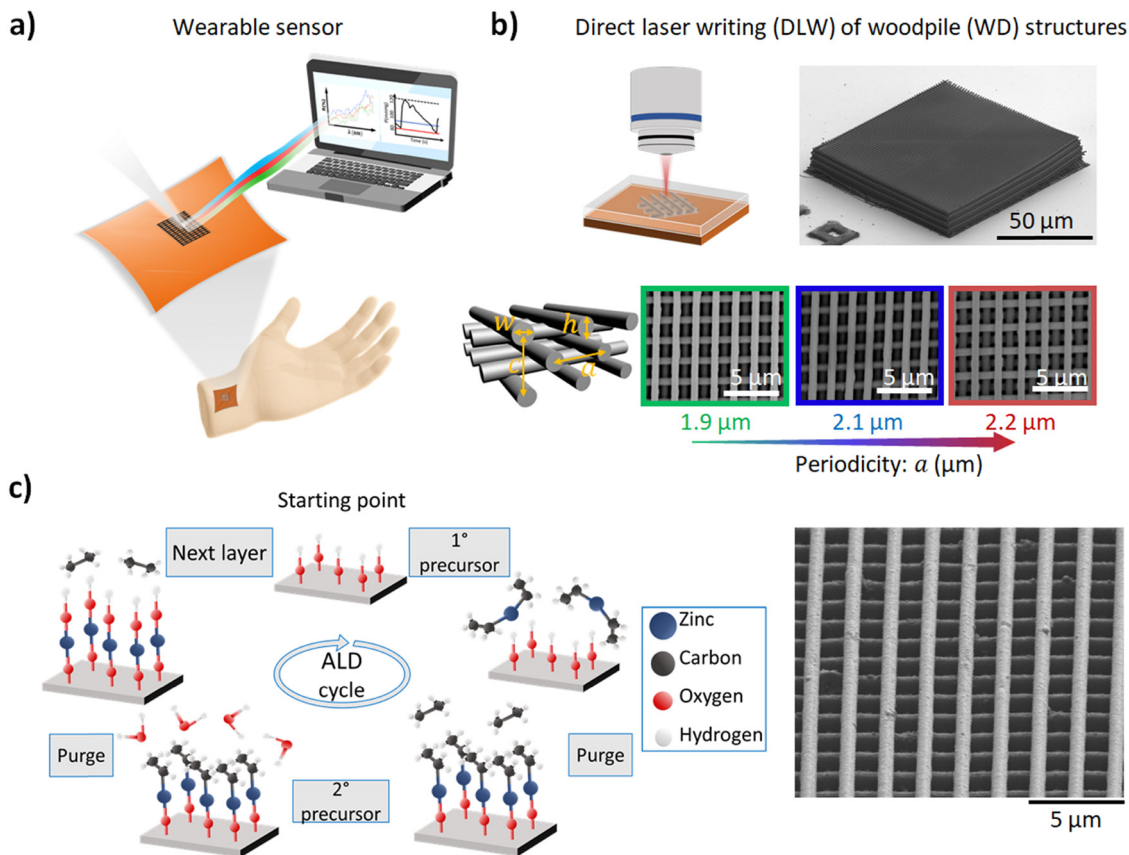 a)
Wearable sensor
R(%)
λ (nm)
Time (s)
b)
Direct laser writing (DLW) of woodpile (WD) structures
50 µm
w
h
c
a
5 µm
5 µm
5 µm
1.9 µm
2.1 µm
2.2 µm
Periodicity: a (µm)
c)
Starting point
Next layer
1°
precursor
ALD
cycle
Zinc
Carbon
Oxygen
Hydrogen
Purge
2°
precursor
Purge
5 µm